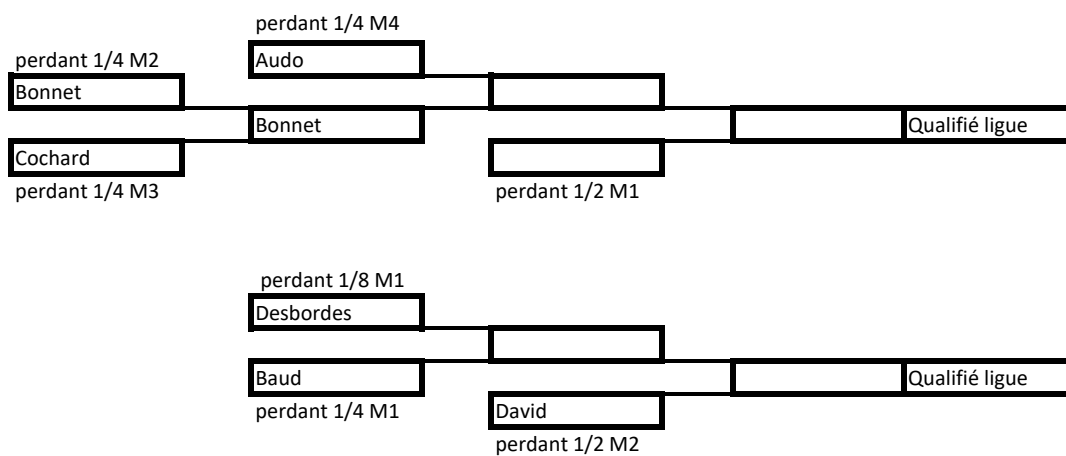 perdant 1/4 M4
perdant 1/4 M2
Audo
Bonnet
Bonnet
Qualifié ligue
Cochard
perdant 1/4 M3
perdant 1/2 M1
perdant 1/8 M1
Desbordes
Baud
Qualifié ligue
perdant 1/4 M1
David
perdant 1/2 M2